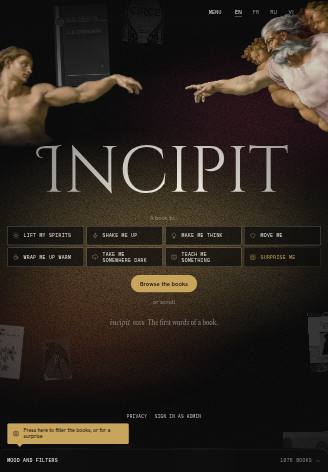 MENU EN FR RU VI
INCIPIT
A book to...
LIFT MY SPIRITS
SHAKE ME UP
MAKE ME THINK
MOVE ME
WRAP ME UP WARM
TAKE ME SOMEWHERE DARK
TEACH ME SOMETHING
SURPRISE ME
Browse the books
or scroll
incipit noun The first words of a book.
PRIVACY SIGN IN AS ADMIN
Press here to filter the books, or for a
surprise
MOOD AND FILTERS
1076 BOOKS